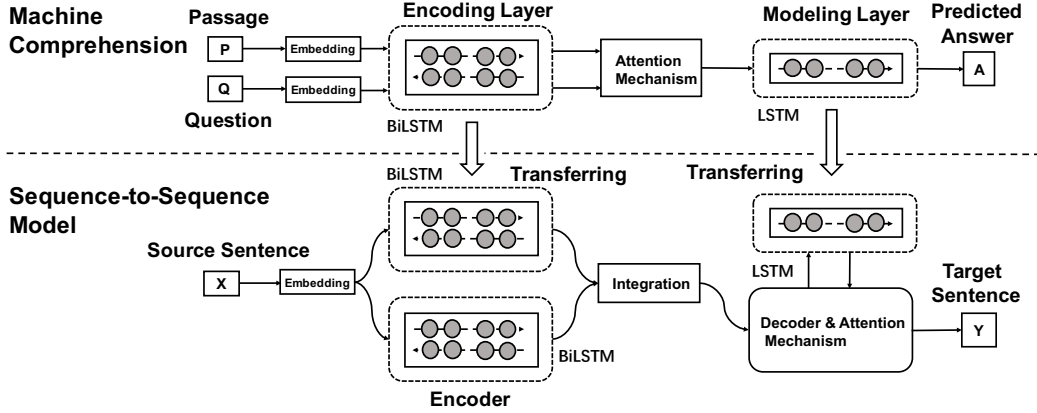 Machine
Comprehension
Passage
P
Embedding
Q
Embedding
Question
Encoding Layer
BiLSTM
Attention
Mechanism
Modeling Layer
LSTM
Predicted
Answer
A
Sequence-to-Sequence
Model
Source Sentence
X
Embedding
BiLSTM
Transferring
BiLSTM
Encoder
Integration
Transferring
LSTM
Decoder & Attention
Mechanism
Target
Sentence
Y